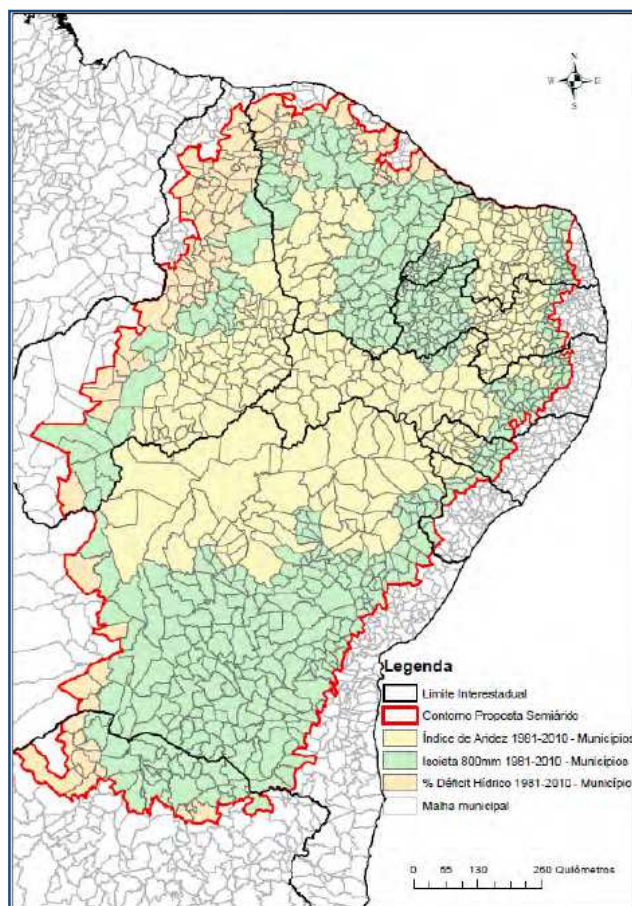 N
W E
S
Legenda
Limite Interestadual
Contorno Proposta Semiárido
Índice de Aridez 1981-2010 - Municípios
Isoieta 800mm 1981-2010 - Municípios
% Déficit Hídrico 1981-2010 - Município
Malha municipal
0 65 130 260 Quilômetros